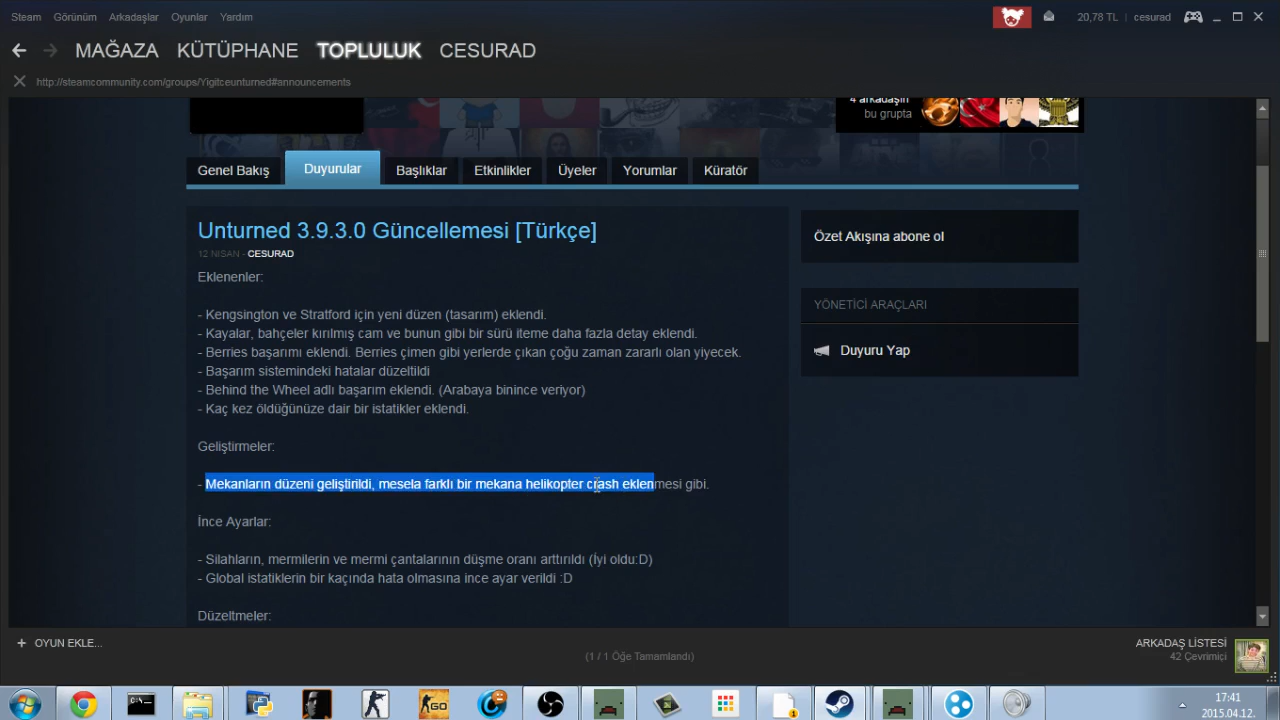 Steam Görünüm Arkadaşlar Oyunlar Yardım
20,78 TL cesurad
MAĞAZA KÜTÜPHANE TOPLULUK CESURAD
http://steamcommunity.com/groups/Yigitceunturned#announcements
4 arkadaşın
bu grupta
Genel Bakış Duyurular Başlıklar Etkinlikler Üyeler Yorumlar Küratör
Unturned 3.9.3.0 Güncellemesi [Türkçe]
12 NISAN - CESURAD
Eklenenler:
- Kengsington ve Stratford için yeni düzen (tasarım) eklendi.
- Kayalar, bahçeler kırılmış cam ve bunun gibi bir sürü iteme daha fazla detay eklendi.
- Berries başarımı eklendi. Berries çimen gibi yerlerde çıkan çoğu zaman zararlı olan yiyecek.
- Başarım sistemindeki hatalar düzeltildi
- Behind the Wheel adlı başarım eklendi. (Arabaya binince veriyor)
- Kaç kez öldüğünüze dair bir istatikler eklendi.
Geliştirmeler:
- Mekanların düzeni geliştirildi, mesela farklı bir mekana helikopter crash eklenmesi gibi.
İnce Ayarlar:
- Silahların, mermilerin ve mermi çantalarının düşme oranı arttırıldı (İyi oldu:D)
- Global istatiklerin bir kaçında hata olmasına ince ayar verildi :D
Düzeltmeler:
Özet Akışına abone ol
YÖNETİCİ ARAÇLARI
Duyuru Yap
+ OYUN EKLE...
(1 / 1 Öğe Tamamlandı)
ARKADAŞ LİSTESİ
42 Çevrimiçi
GO
17:41
2015.04.12.